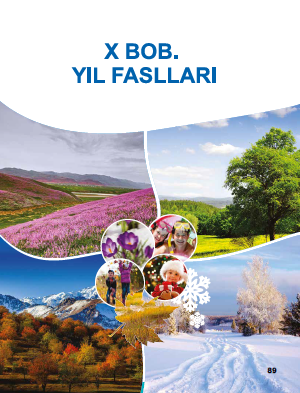 X BOB.
YIL FASLLARI
89